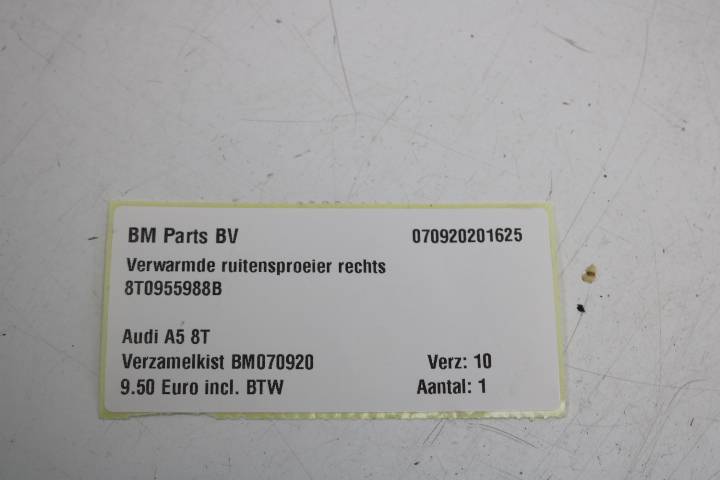 BM Parts BV 070920201625
Verwarmde ruitensproeier rechts
8T0955988B
Audi A5 8T
Verzamelkist BM070920 Verz: 10
9.50 Euro incl. BTW Aantal: 1